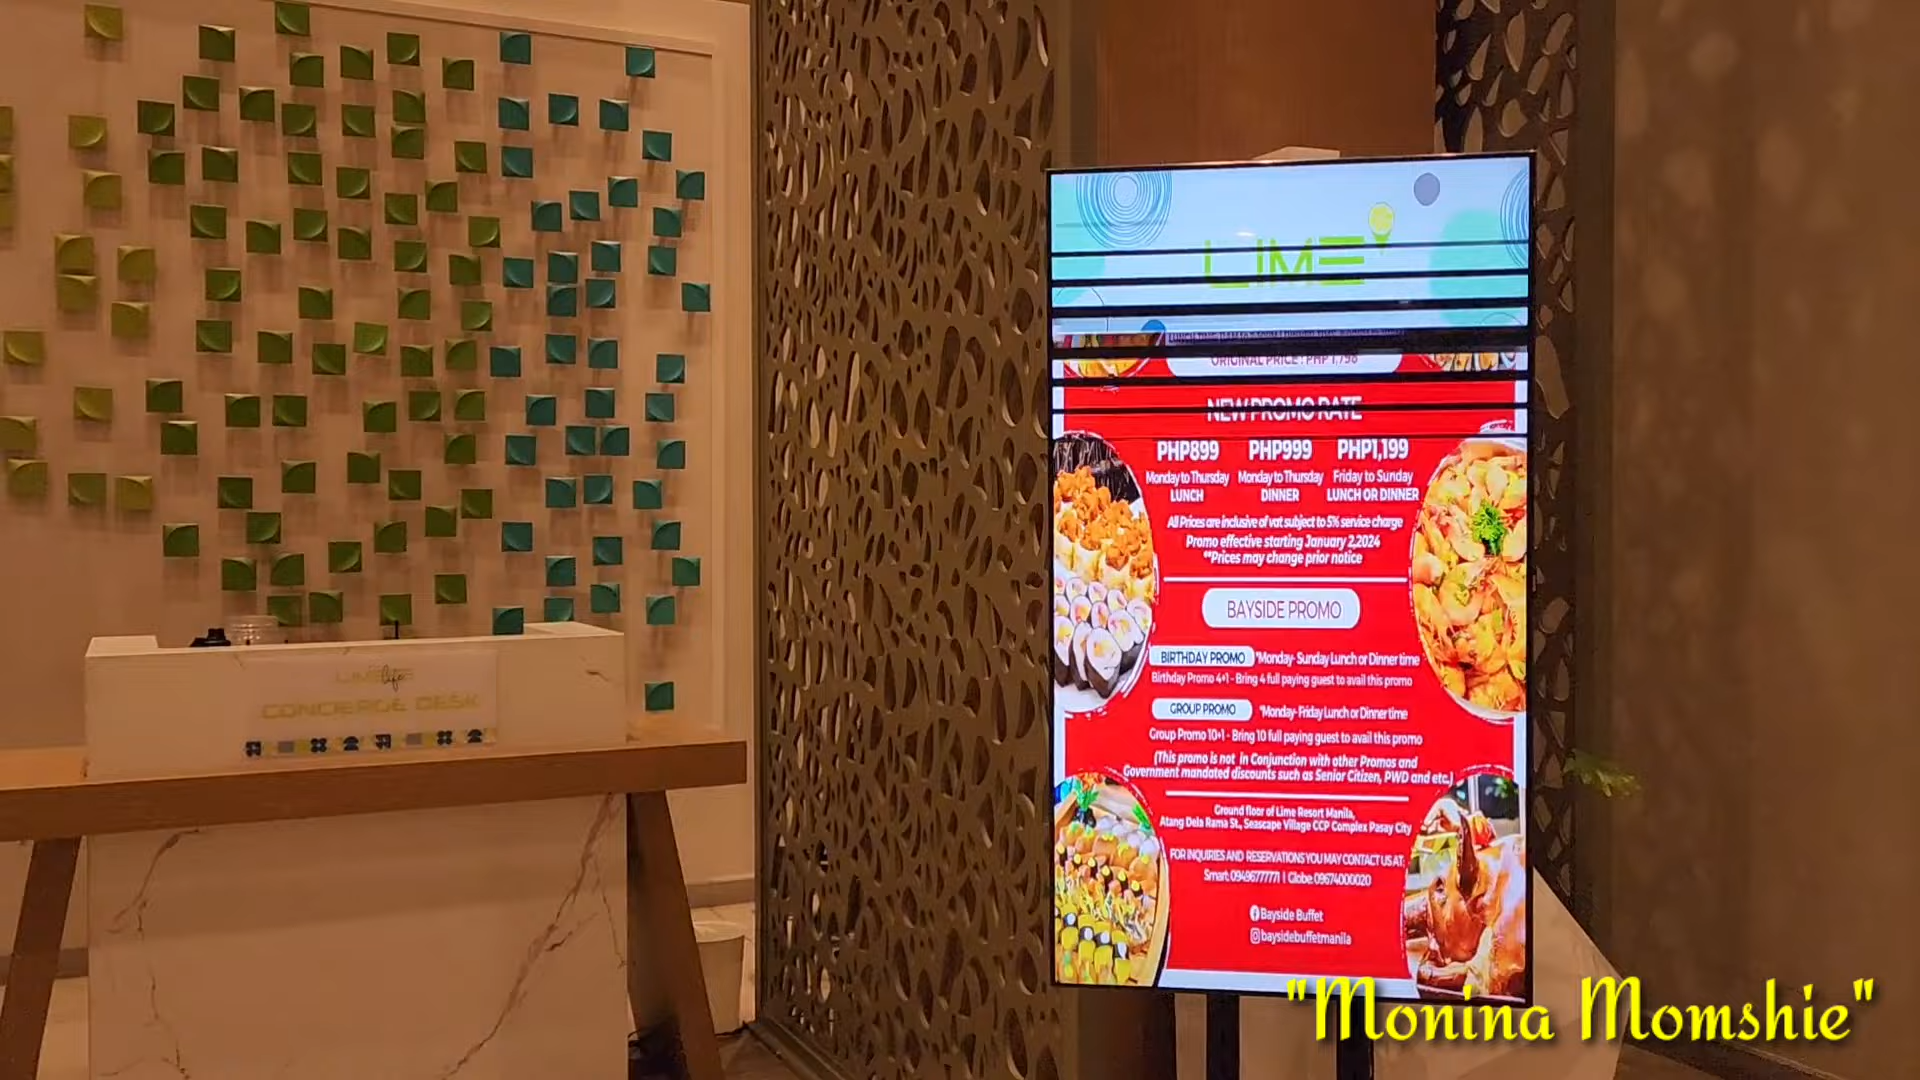 LIME
life
CONCIERGE DESK
LIME
ORIGINAL PRICE : PHP 1,798
NEW PROMO RATE
PHP899 PHP999 PHP1,199
Monday to Thursday Monday to Thursday Friday to Sunday
LUNCH DINNER LUNCH OR DINNER
All Prices are inclusive of vat subject to 5% service charge
Promo effective starting January 2,2024
**Prices may change prior notice
BAYSIDE PROMO
BIRTHDAY PROMO *Monday- Sunday Lunch or Dinner time
Birthday Promo 4+1 - Bring 4 full paying guest to avail this promo
GROUP PROMO *Monday- Friday Lunch or Dinner time
Group Promo 10+1 - Bring 10 full paying guest to avail this promo
(This promo is not in Conjunction with other Promos and
Government mandated discounts such as Senior Citizen, PWD and etc.)
Ground floor of Lime Resort Manila,
Atang Dela Rama St., Seascape Village CCP Complex Pasay City
FOR INQUIRIES AND RESERVATIONS YOU MAY CONTACT US AT:
Smart: 09496777771 | Globe: 09674000020
Bayside Buffet
baysidebuffetmanila
"Monina Momshie"